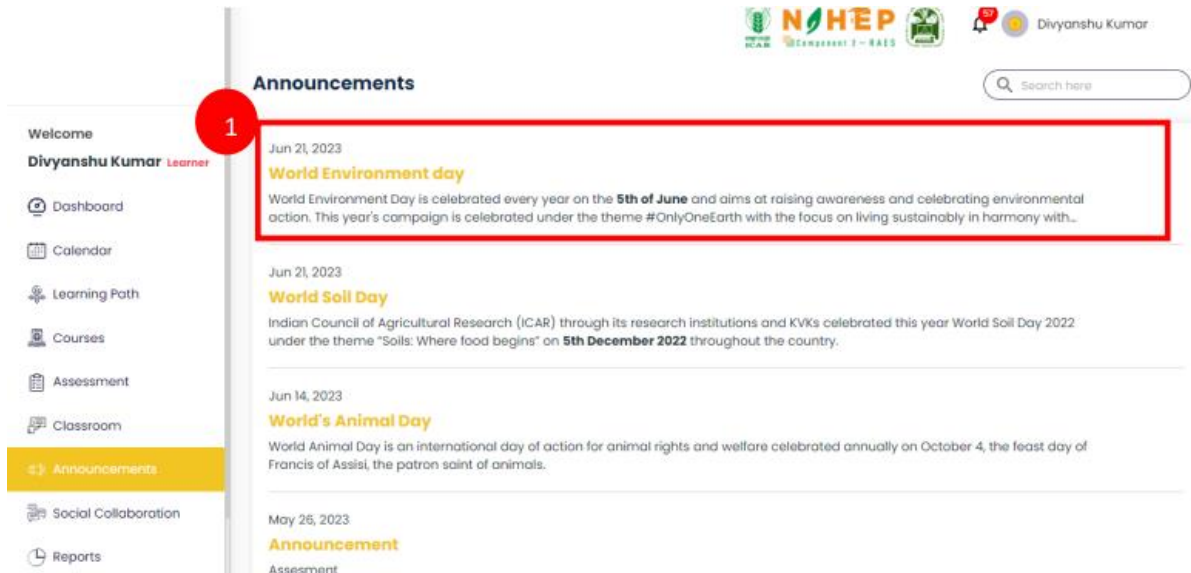 ICAR
NAHEP
Component 2 - RAES
57
Divyanshu Kumar
Announcements
Search here
1
Welcome
Divyanshu Kumar Learner
Dashboard
Calendar
Learning Path
Courses
Assessment
Classroom
Announcements
Social Collaboration
Reports
Jun 21, 2023
World Environment day
World Environment Day is celebrated every year on the 5th of June and aims at raising awareness and celebrating environmental
action. This year's campaign is celebrated under the theme #OnlyOneEarth with the focus on living sustainably in harmony with...
Jun 21, 2023
World Soil Day
Indian Council of Agricultural Research (ICAR) through its research institutions and KVKs celebrated this year World Soil Day 2022
under the theme "Soils: Where food begins" on 5th December 2022 throughout the country.
Jun 14, 2023
World's Animal Day
World Animal Day is an international day of action for animal rights and welfare celebrated annually on October 4, the feast day of
Francis of Assisi, the patron saint of animals.
May 26, 2023
Announcement
Assesment